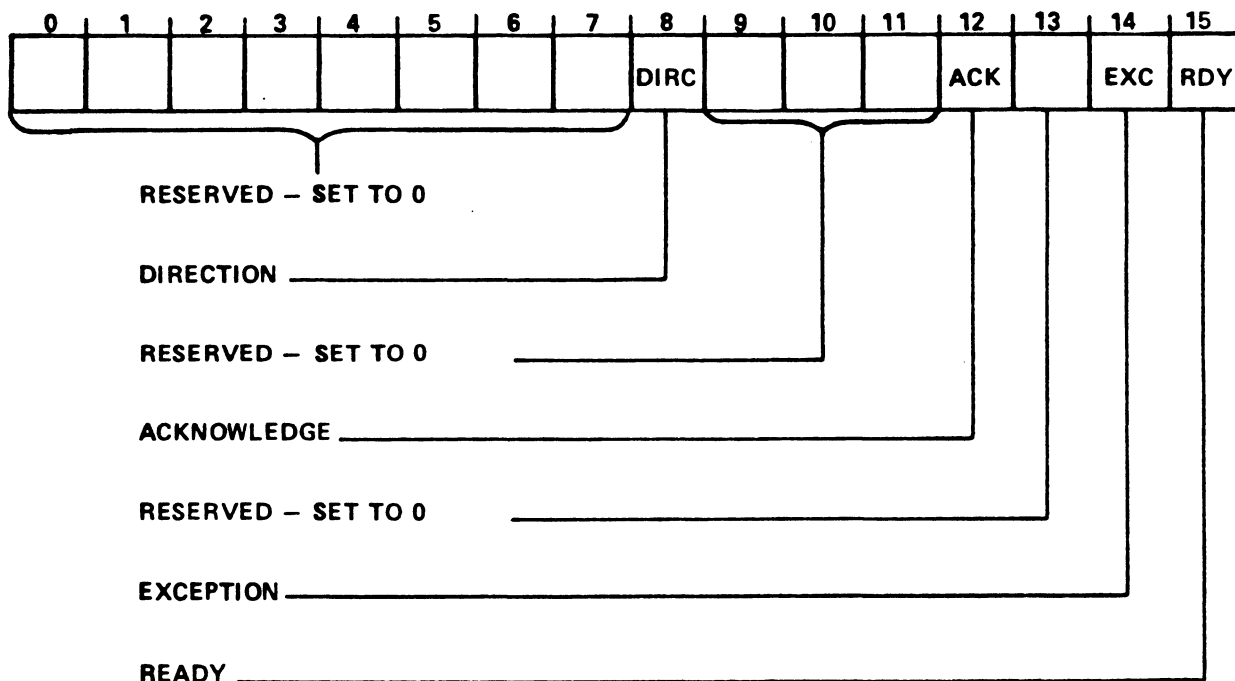 0 1 2 3 4 5 6 7 8 9 10 11 12 13 14 15
DIRC ACK EXC RDY
RESERVED – SET TO 0
DIRECTION
RESERVED – SET TO 0
ACKNOWLEDGE
RESERVED – SET TO 0
EXCEPTION
READY